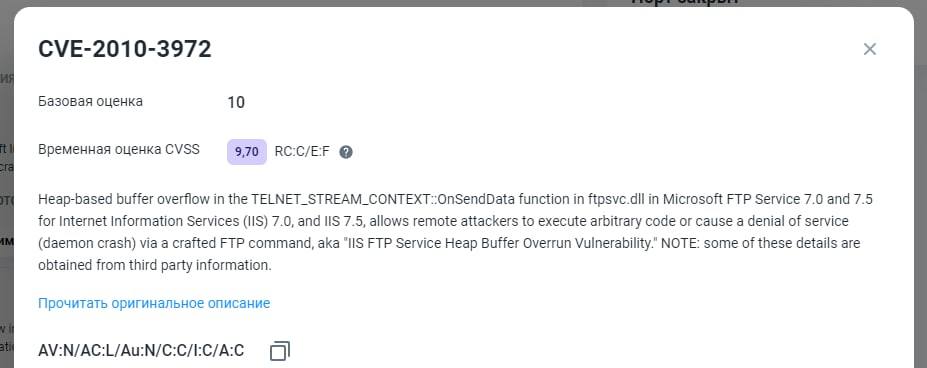 CVE-2010-3972
Базовая оценка 10
Временная оценка CVSS 9,70 RC:C/E:F ?
Heap-based buffer overflow in the TELNET_STREAM_CONTEXT::OnSendData function in ftpsvc.dll in Microsoft FTP Service 7.0 and 7.5
for Internet Information Services (IIS) 7.0, and IIS 7.5, allows remote attackers to execute arbitrary code or cause a denial of service
(daemon crash) via a crafted FTP command, aka "IIS FTP Service Heap Buffer Overrun Vulnerability." NOTE: some of these details are
obtained from third party information.
Прочитать оригинальное описание
AV:N/AC:L/Au:N/C:C/I:C/A:C